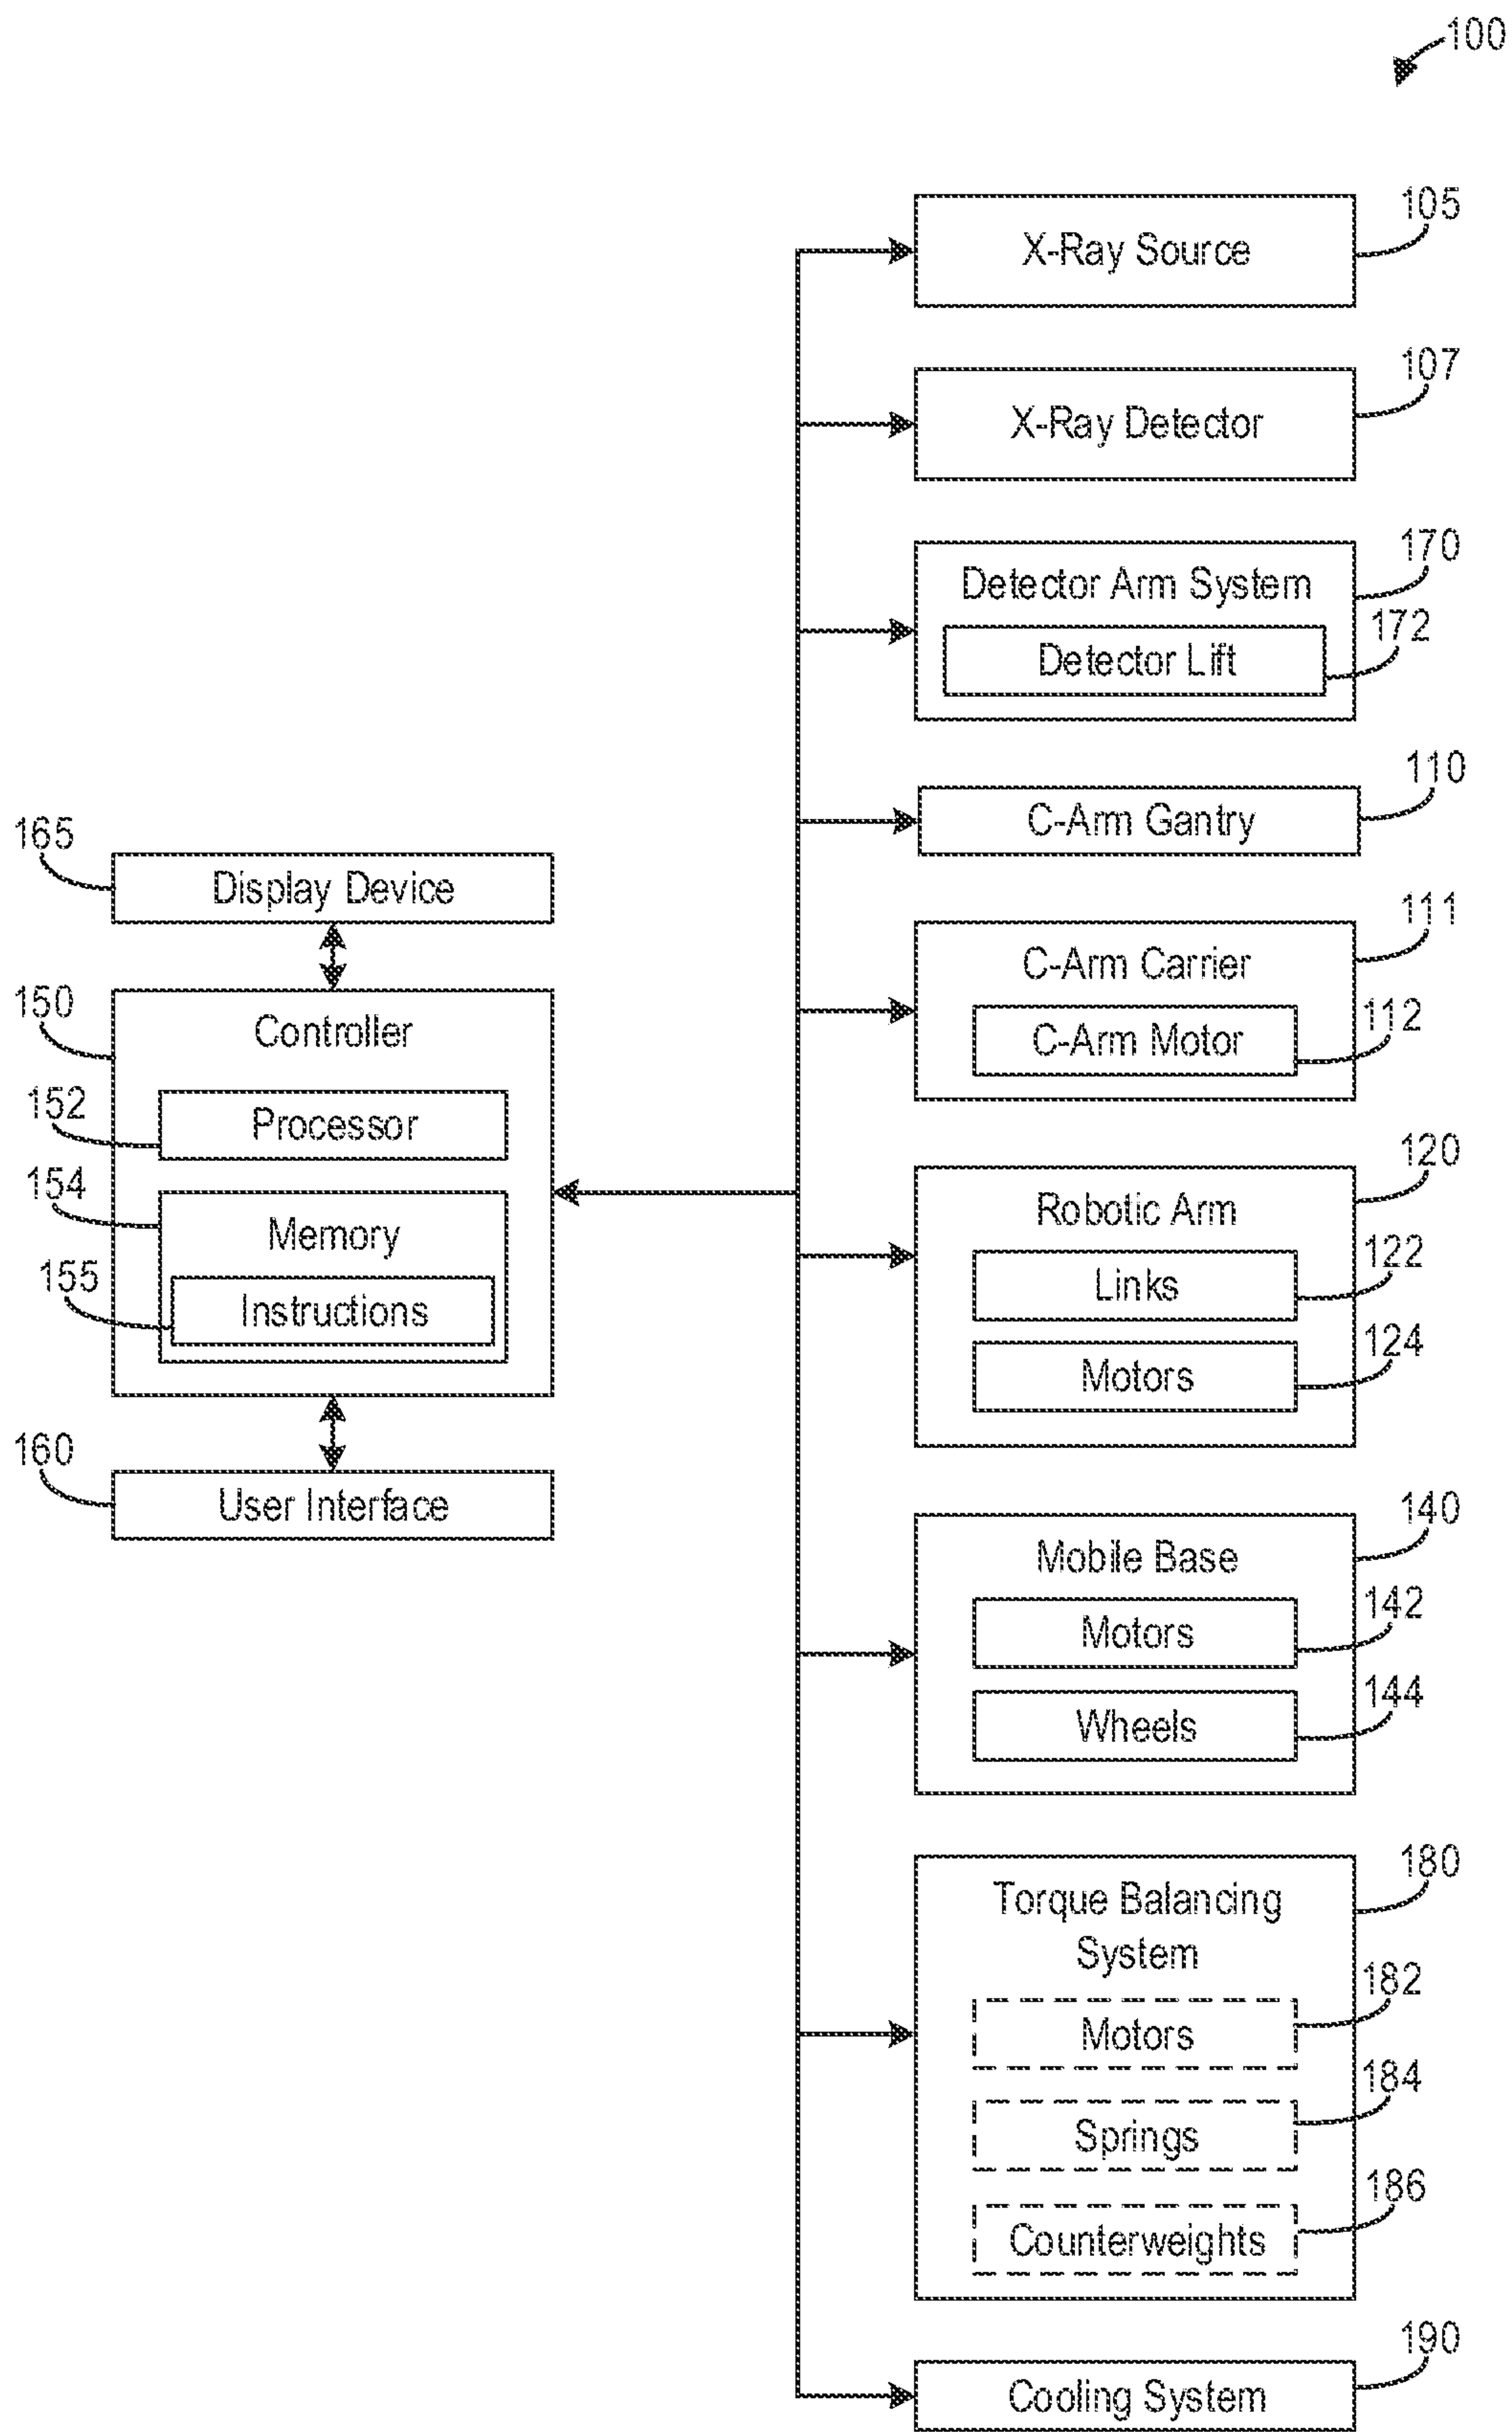 100
105
X-Ray Source
107
X-Ray Detector
170
Detector Arm System
172
Detector Lift
110
C-Arm Gantry
165
Display Device
111
C-Arm Carrier
112
C-Arm Motor
150
Controller
152
Processor
154
Memory
155
Instructions
120
Robotic Arm
122
Links
124
Motors
160
User Interface
140
Mobile Base
142
Motors
144
Wheels
180
Torque Balancing
System
182
Motors
184
Springs
186
Counterweights
190
Cooling System